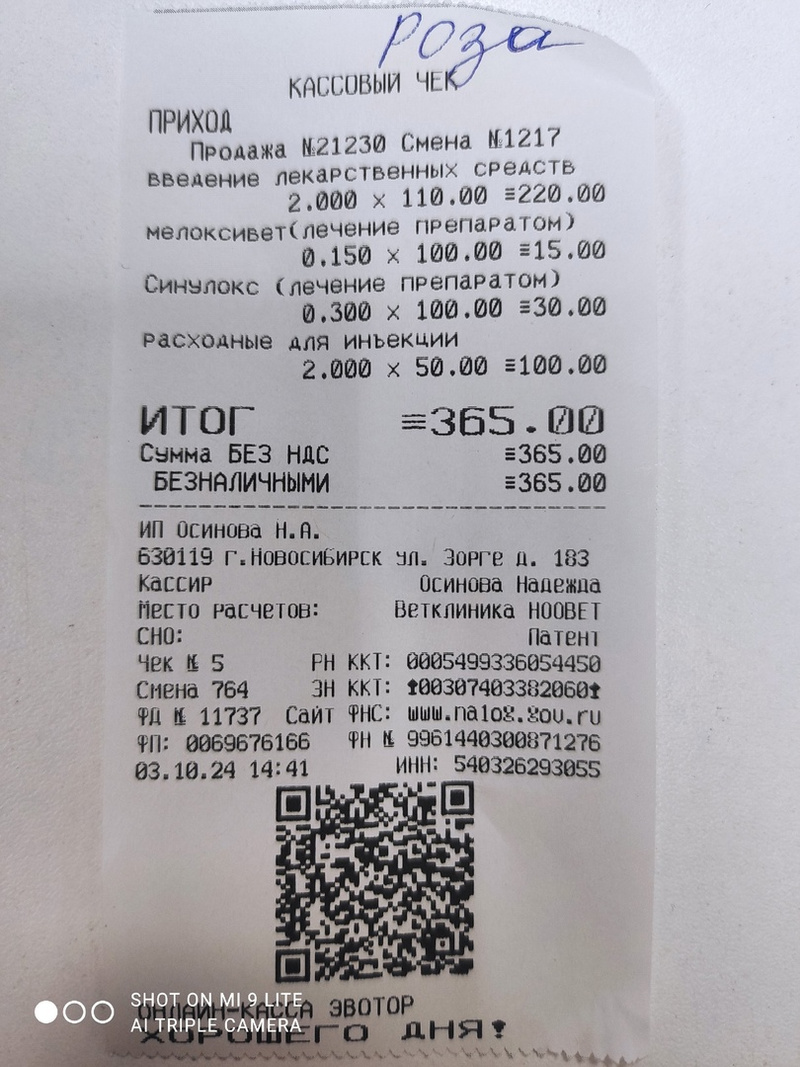 Роза
КАССОВЫЙ ЧЕК
ПРИХОД
Продажа №21230 Смена №1217
введение лекарственных средств
2.000 x 110.00 ≡220.00
мелоксивет(лечение препаратом)
0.150 x 100.00 ≡15.00
Синулокс (лечение препаратом)
0.300 x 100.00 ≡30.00
расходные для инъекции
2.000 x 50.00 ≡100.00
ИТОГ ≡365.00
Сумма БЕЗ НДС ≡365.00
БЕЗНАЛИЧНЫМИ ≡365.00
ИП Осинова Н.А.
630119 г.Новосибирск ул. Зорге д. 183
Кассир Осинова Надежда
Место расчетов: Ветклиника НООВЕТ
СНО: Патент
Чек № 5 РН ККТ: 0005499336054450
Смена 764 ЗН ККТ: ↟00307403382060↟
ФД № 11737 Сайт ФНС: www.nalog.gov.ru
ФП: 0069676166 ФН № 9961440300871276
03.10.24 14:41 ИНН: 540326293055
ОНЛАЙН-КАССА ЭВОТОР
ХОРОШЕГО ДНЯ!
SHOT ON MI 9 LITE
AI TRIPLE CAMERA